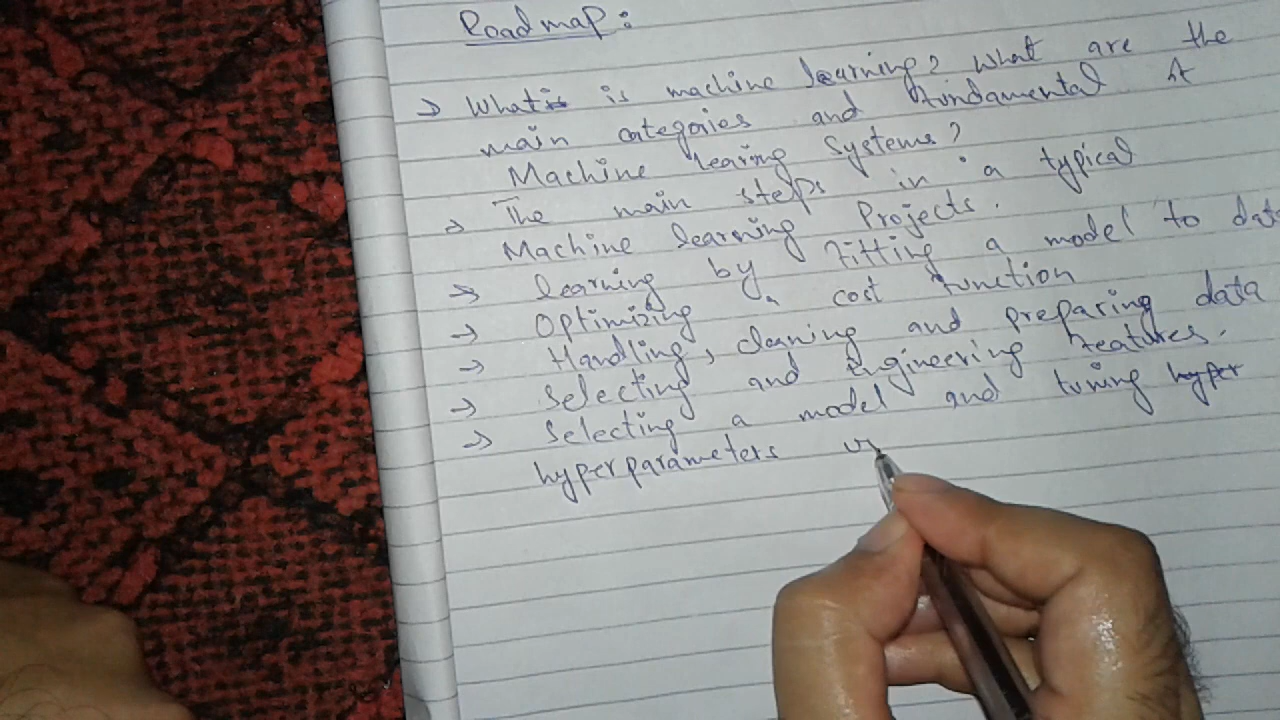 Roadmap:
→ What is is machine learning? What are the
main categories and fundamental of
Machine learing Systems?
→ The main steps in a typical
Machine learning Projects.
→ learning by fitting a model to data
→ Optimizing a cost function
→ Handling, cleaning and preparing data
→ Selecting and engineering features.
→ Selecting a model and tuning hyper
hyperparameters